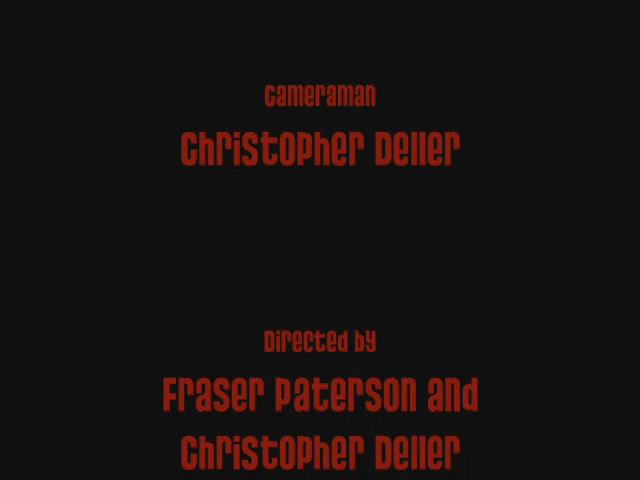 Cameraman
Christopher Deller
Directed by
Fraser Paterson and
Christopher Deller